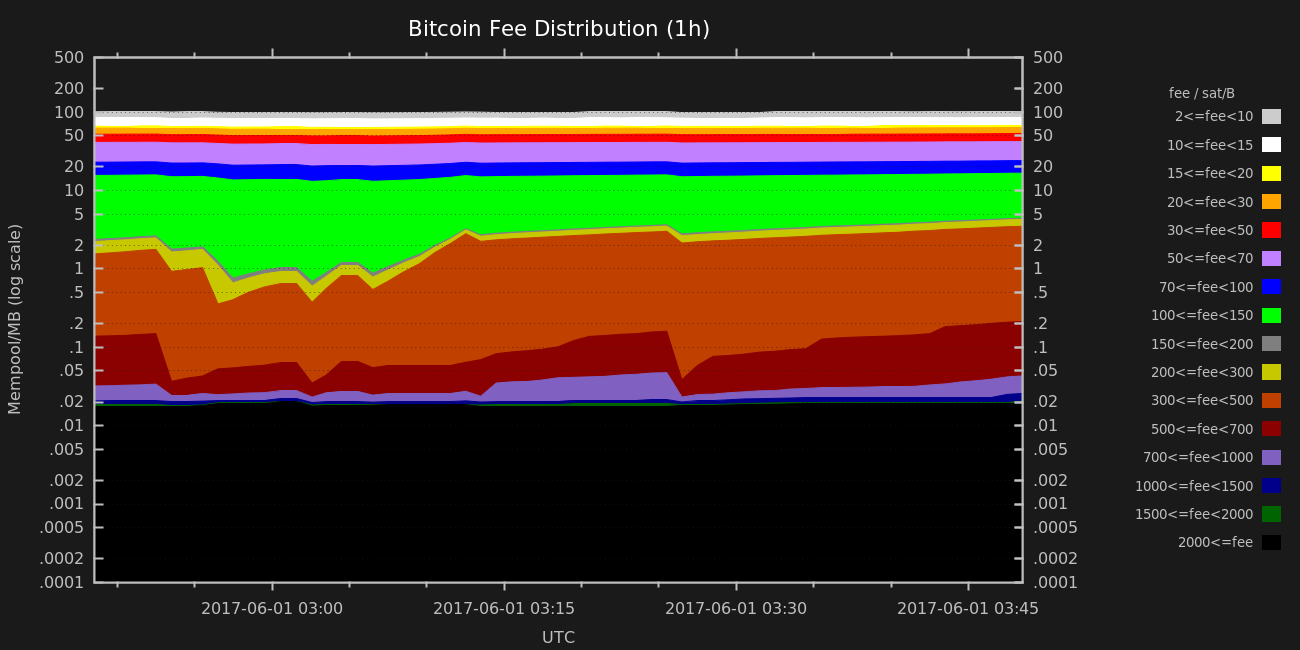 Bitcoin Fee Distribution (1h)
Mempool/MB (log scale)
500 500
200 200
100 100
50 50
20 20
10 10
5 5
2 2
1 1
.5 .5
.2 .2
.1 .1
.05 .05
.02 .02
.01 .01
.005 .005
.002 .002
.001 .001
.0005 .0005
.0002 .0002
.0001 .0001
2017-06-01 03:00 2017-06-01 03:15 2017-06-01 03:30 2017-06-01 03:45
UTC
fee / sat/B
2<=fee<10
10<=fee<15
15<=fee<20
20<=fee<30
30<=fee<50
50<=fee<70
70<=fee<100
100<=fee<150
150<=fee<200
200<=fee<300
300<=fee<500
500<=fee<700
700<=fee<1000
1000<=fee<1500
1500<=fee<2000
2000<=fee